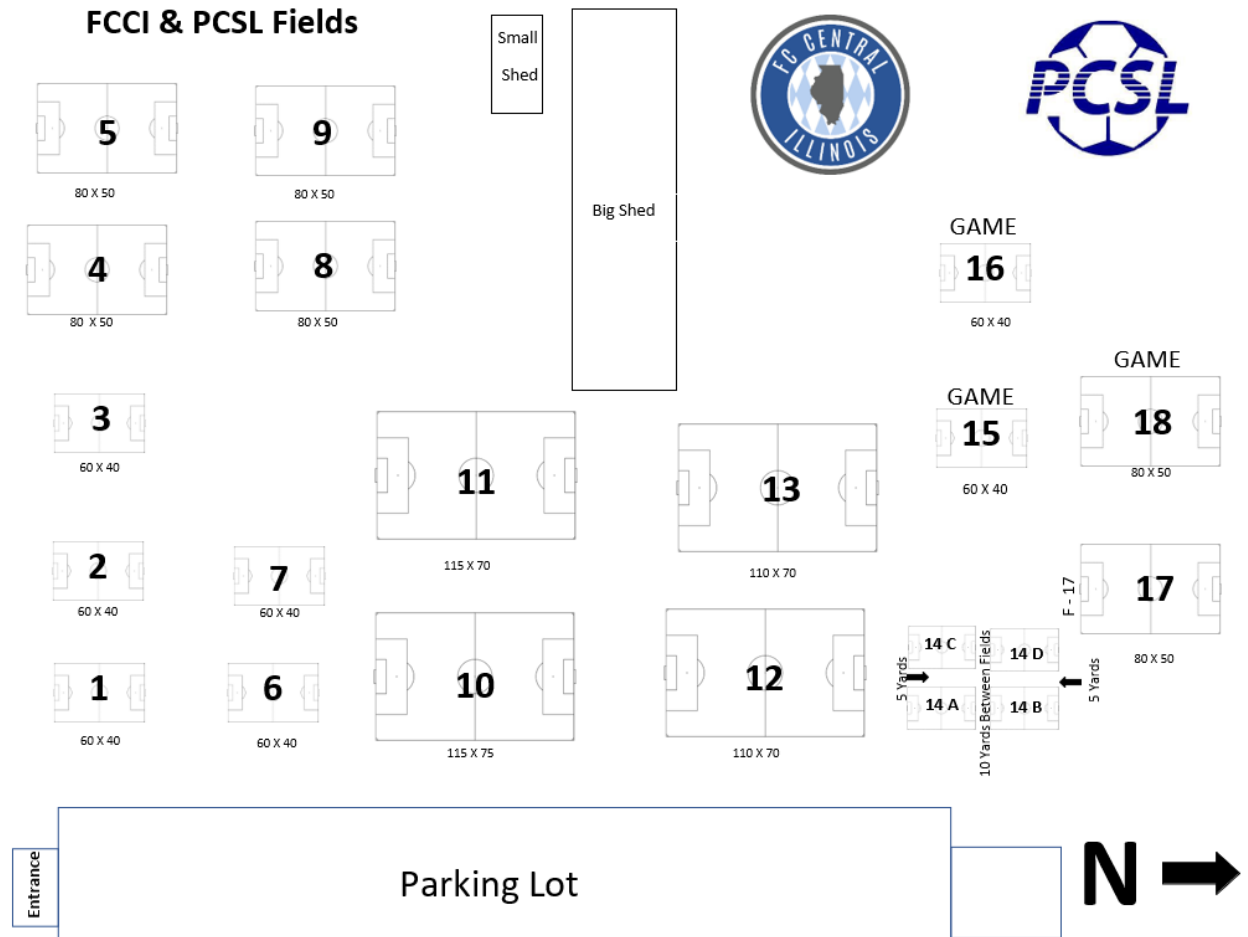 FCCI & PCSL Fields
Small
Shed
FC CENTRAL
ILLINOIS
PCSL
5
80 X 50
9
80 X 50
Big Shed
4
80 X 50
8
80 X 50
GAME
16
60 X 40
3
60 X 40
11
115 X 70
13
110 X 70
GAME
15
60 X 40
GAME
18
80 X 50
2
60 X 40
7
60 X 40
F - 17
17
80 X 50
1
60 X 40
6
60 X 40
10
115 X 75
12
110 X 70
14 C
14 D
5 Yards
10 Yards Between Fields
5 Yards
14 A
14 B
Entrance
Parking Lot
N